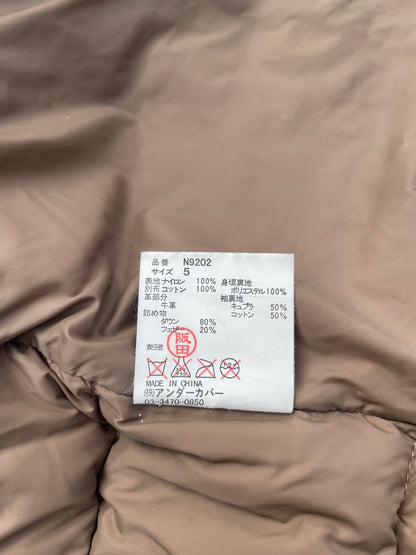 品番 N9202
サイズ 5
表地 ナイロン 100%
別布 コットン 100%
革部分
牛革
詰め物
ダウン 80%
フェザー 20%
身頃裏地
ポリエステル100%
袖裏地
キュプラ 50%
コットン 50%
責任者
阪田
MADE IN CHINA
(株)アンダーカバー
03-3470-0850